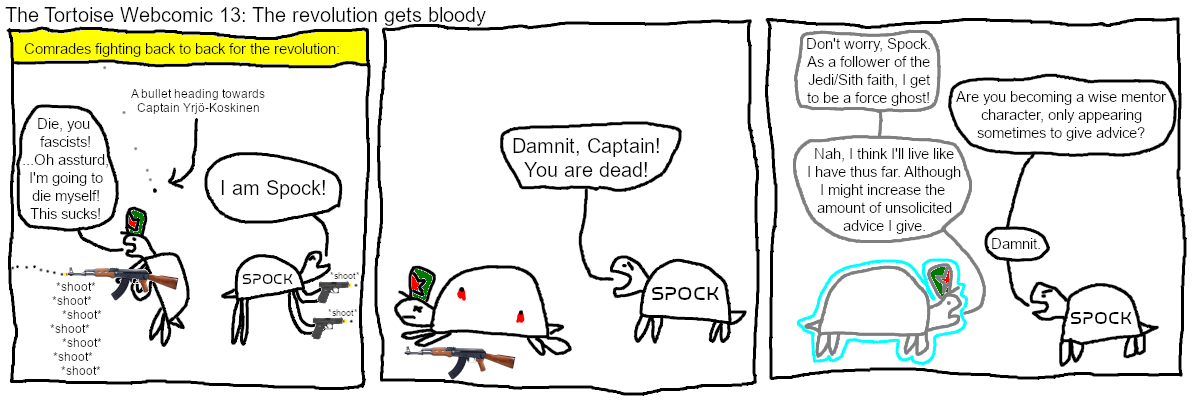 The Tortoise Webcomic 13: The revolution gets bloody
Comrades fighting back to back for the revolution:
A bullet heading towards
Captain Yrjö-Koskinen
Die, you
fascists!
...Oh assturd,
I'm going to
die myself!
This sucks!
I am Spock!
SPOCK
*shoot*
*shoot*
*shoot*
*shoot*
*shoot*
*shoot*
*shoot*
*shoot*
*shoot*
Damnit, Captain!
You are dead!
SPOCK
Don't worry, Spock.
As a follower of the
Jedi/Sith faith, I get
to be a force ghost!
Are you becoming a wise mentor
character, only appearing
sometimes to give advice?
Nah, I think I'll live like
I have thus far. Although
I might increase the
amount of unsolicited
advice I give.
Damnit.
SPOCK